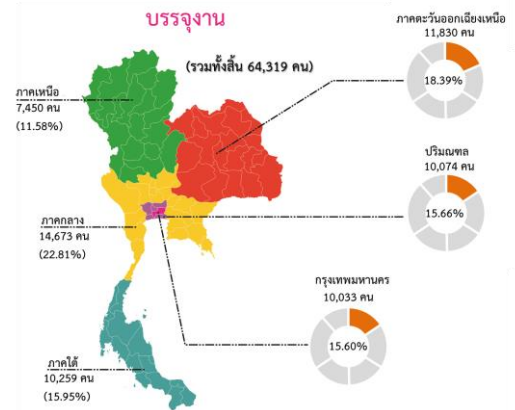 บรรจุงาน
(รวมทั้งสิ้น 64,319 คน)
ภาคตะวันออกเฉียงเหนือ
11,830 คน
18.39%
ภาคเหนือ
7,450 คน
(11.58%)
ปริมณฑล
10,074 คน
15.66%
ภาคกลาง
14,673 คน
(22.81%)
กรุงเทพมหานคร
10,033 คน
15.60%
ภาคใต้
10,259 คน
(15.95%)